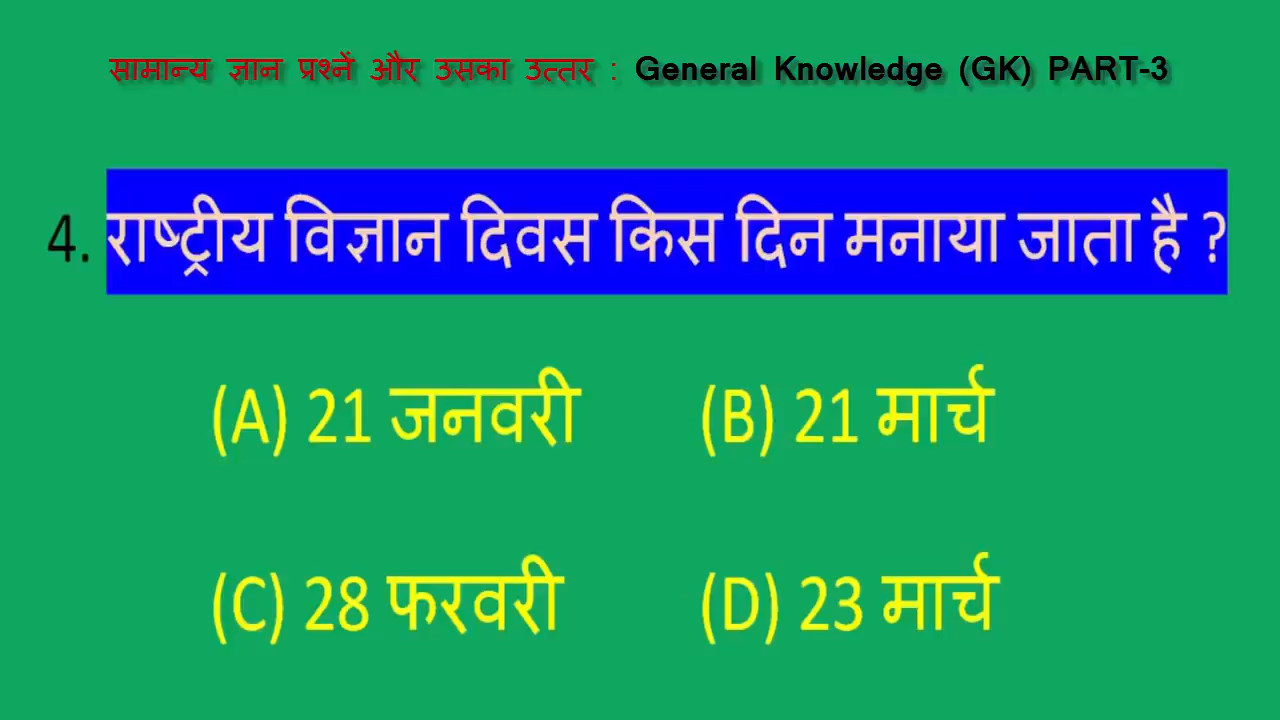 सामान्य ज्ञान प्रश्नें और उसका उत्तर : General Knowledge (GK) PART-3
4. राष्ट्रीय विज्ञान दिवस किस दिन मनाया जाता है ?
(A) 21 जनवरी (B) 21 मार्च
(C) 28 फरवरी (D) 23 मार्च